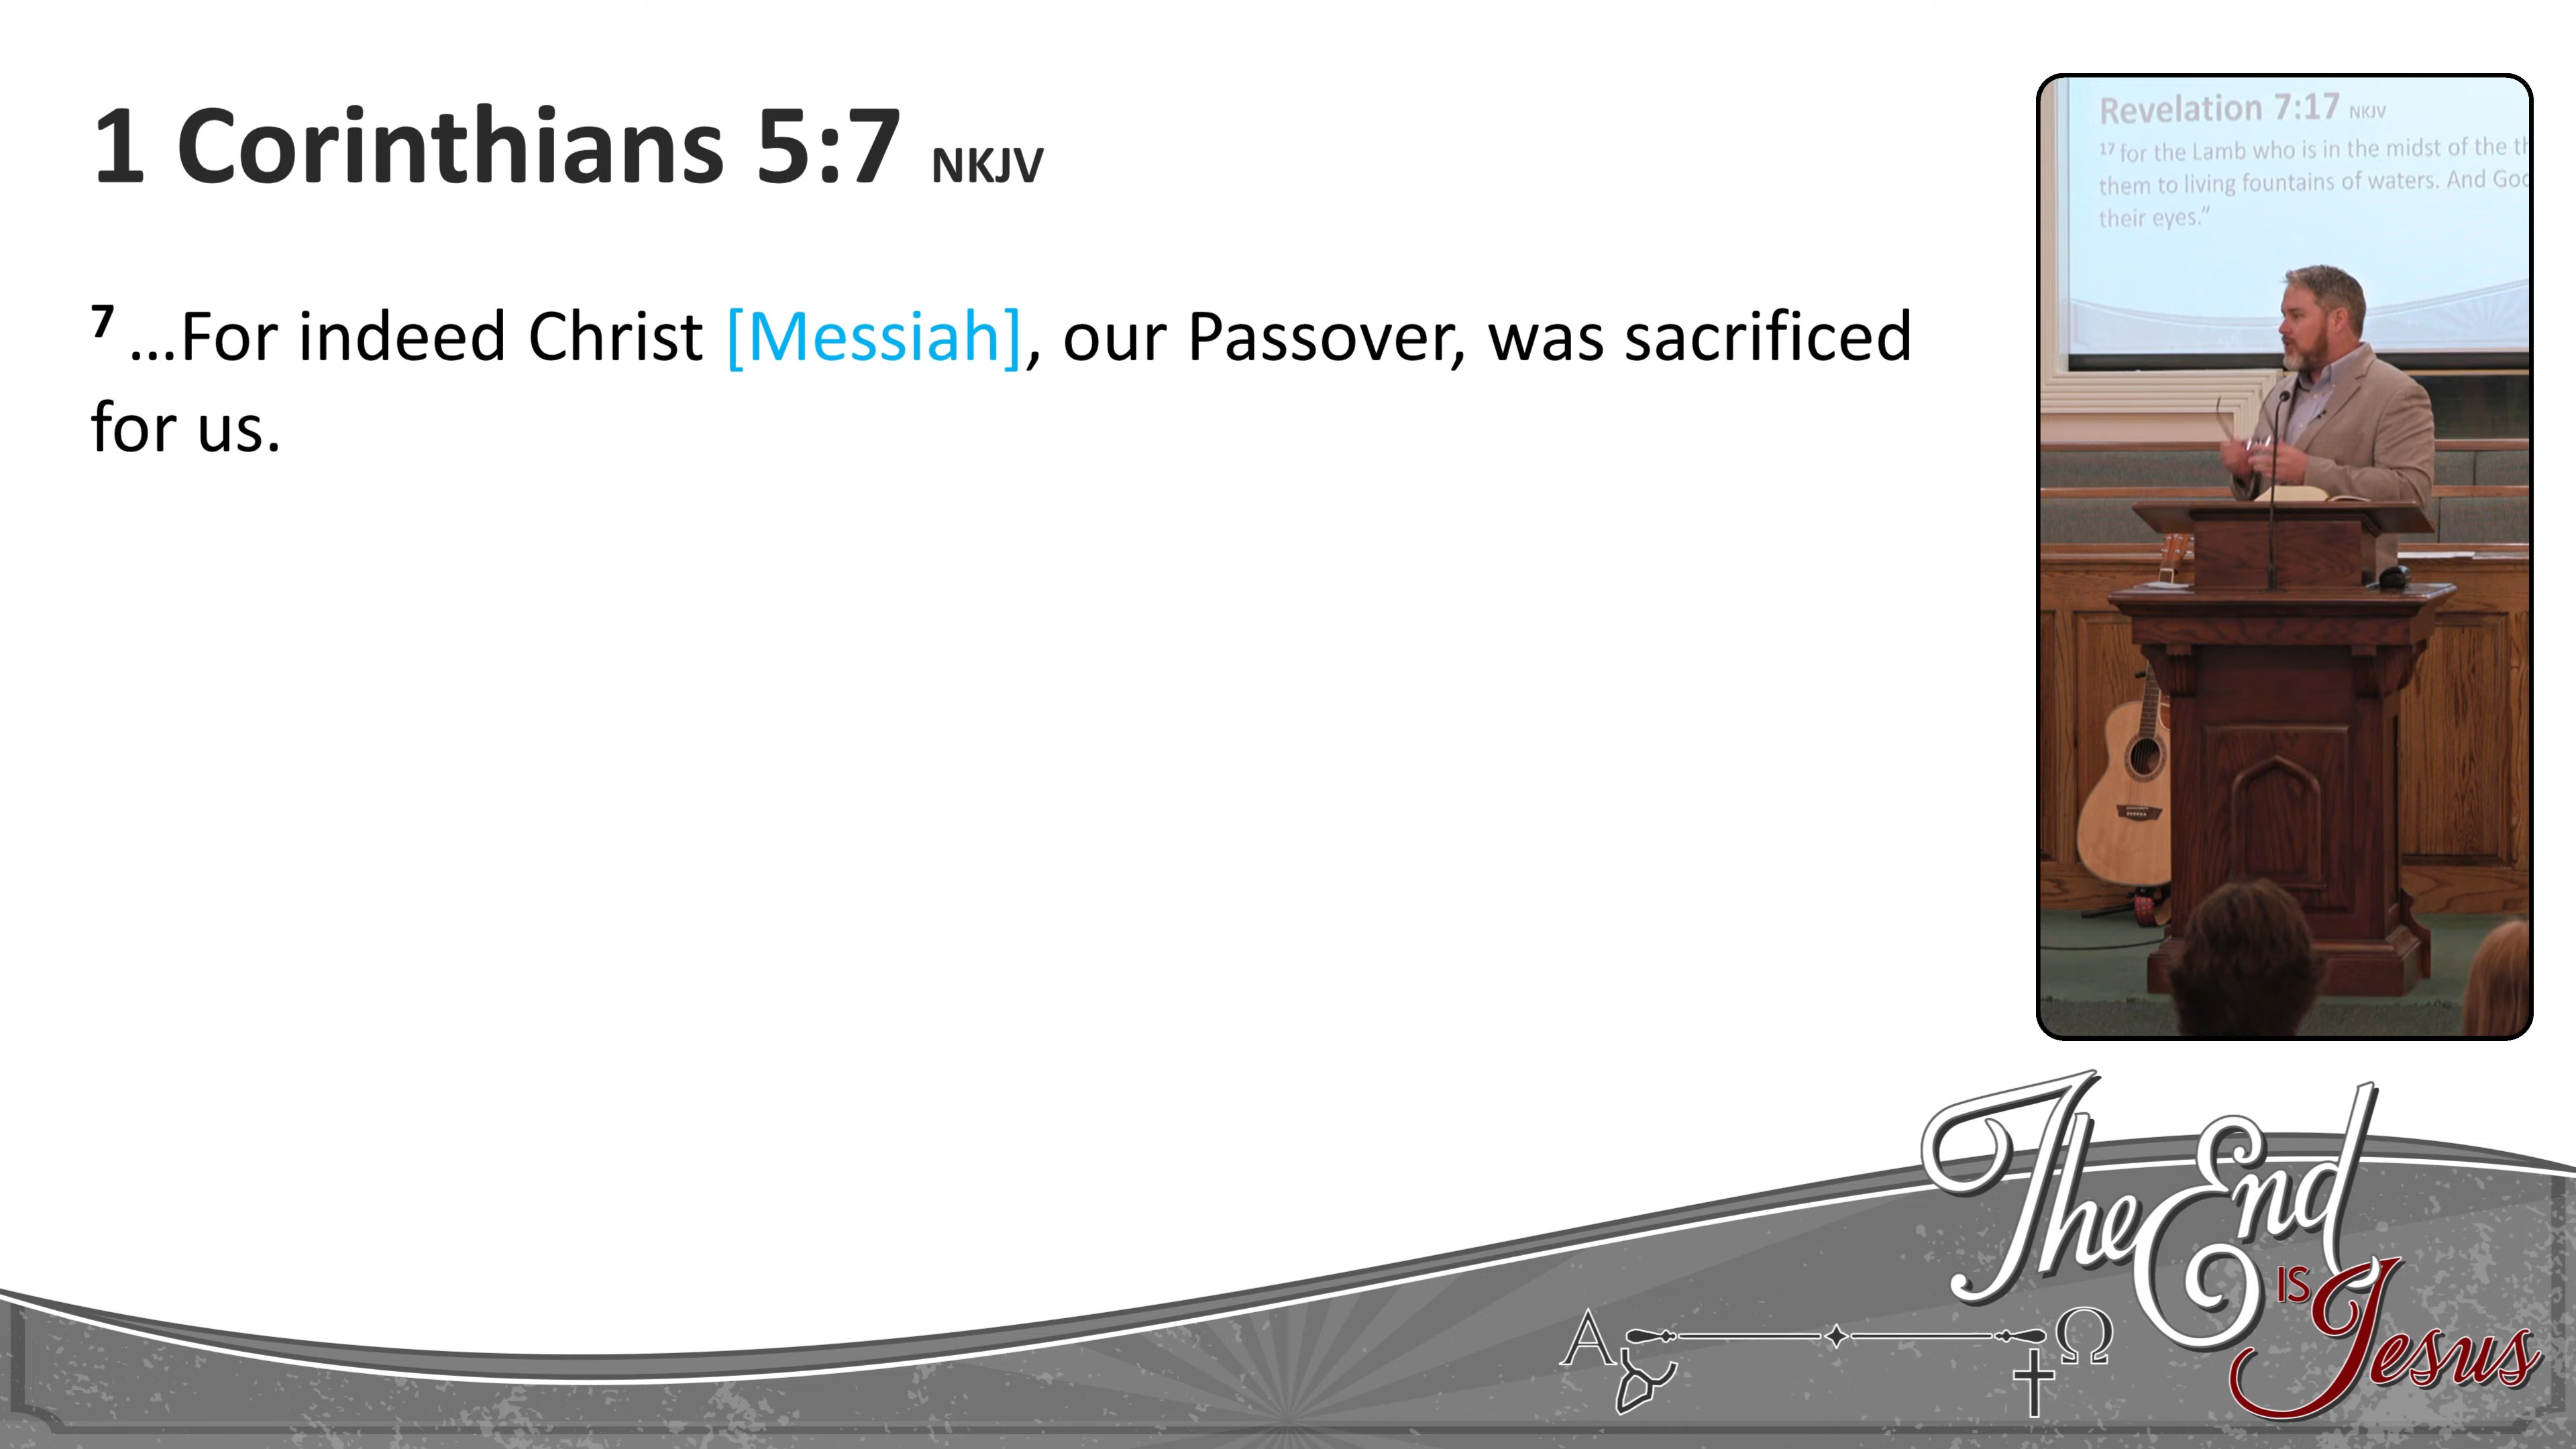 1 Corinthians 5:7 NKJV
7 ...For indeed Christ [Messiah], our Passover, was sacrificed
for us.
Revelation 7:17 NKJV
17 for the Lamb who is in the midst of the
them to living fountains of waters. And
their eyes.”
The End
IS
Jesus
Α Ω